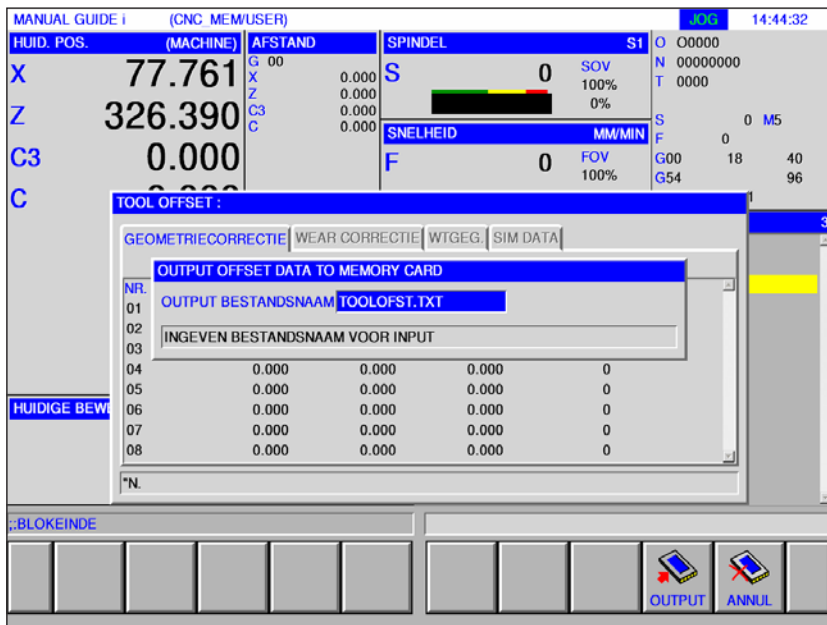 MANUAL GUIDE i (CNC_MEM/USER) JOG 14:44:32
HUID. POS. (MACHINE)
X 77.761
Z 326.390
C3 0.000
C
AFSTAND
G 00
X 0.000
Z 0.000
C3 0.000
C 0.000
SPINDEL S1
S 0 SOV
100%
0%
SNELHEID MM/MIN
F 0 FOV
100%
O O0000
N 00000000
T 0000
S 0 M5
F 0
G00 18 40
G54 96
1
3
TOOL OFFSET :
GEOMETRIECORRECTIE WEAR CORRECTIE WTGEG. SIM DATA
OUTPUT OFFSET DATA TO MEMORY CARD
OUTPUT BESTANDSNAAM TOOLOFST.TXT
INGEVEN BESTANDSNAAM VOOR INPUT
NR.
01
02
03
04 0.000 0.000 0.000 0
05 0.000 0.000 0.000 0
06 0.000 0.000 0.000 0
07 0.000 0.000 0.000 0
08 0.000 0.000 0.000 0
"N.
HUIDIGE BEW
;:BLOKEINDE
OUTPUT ANNUL